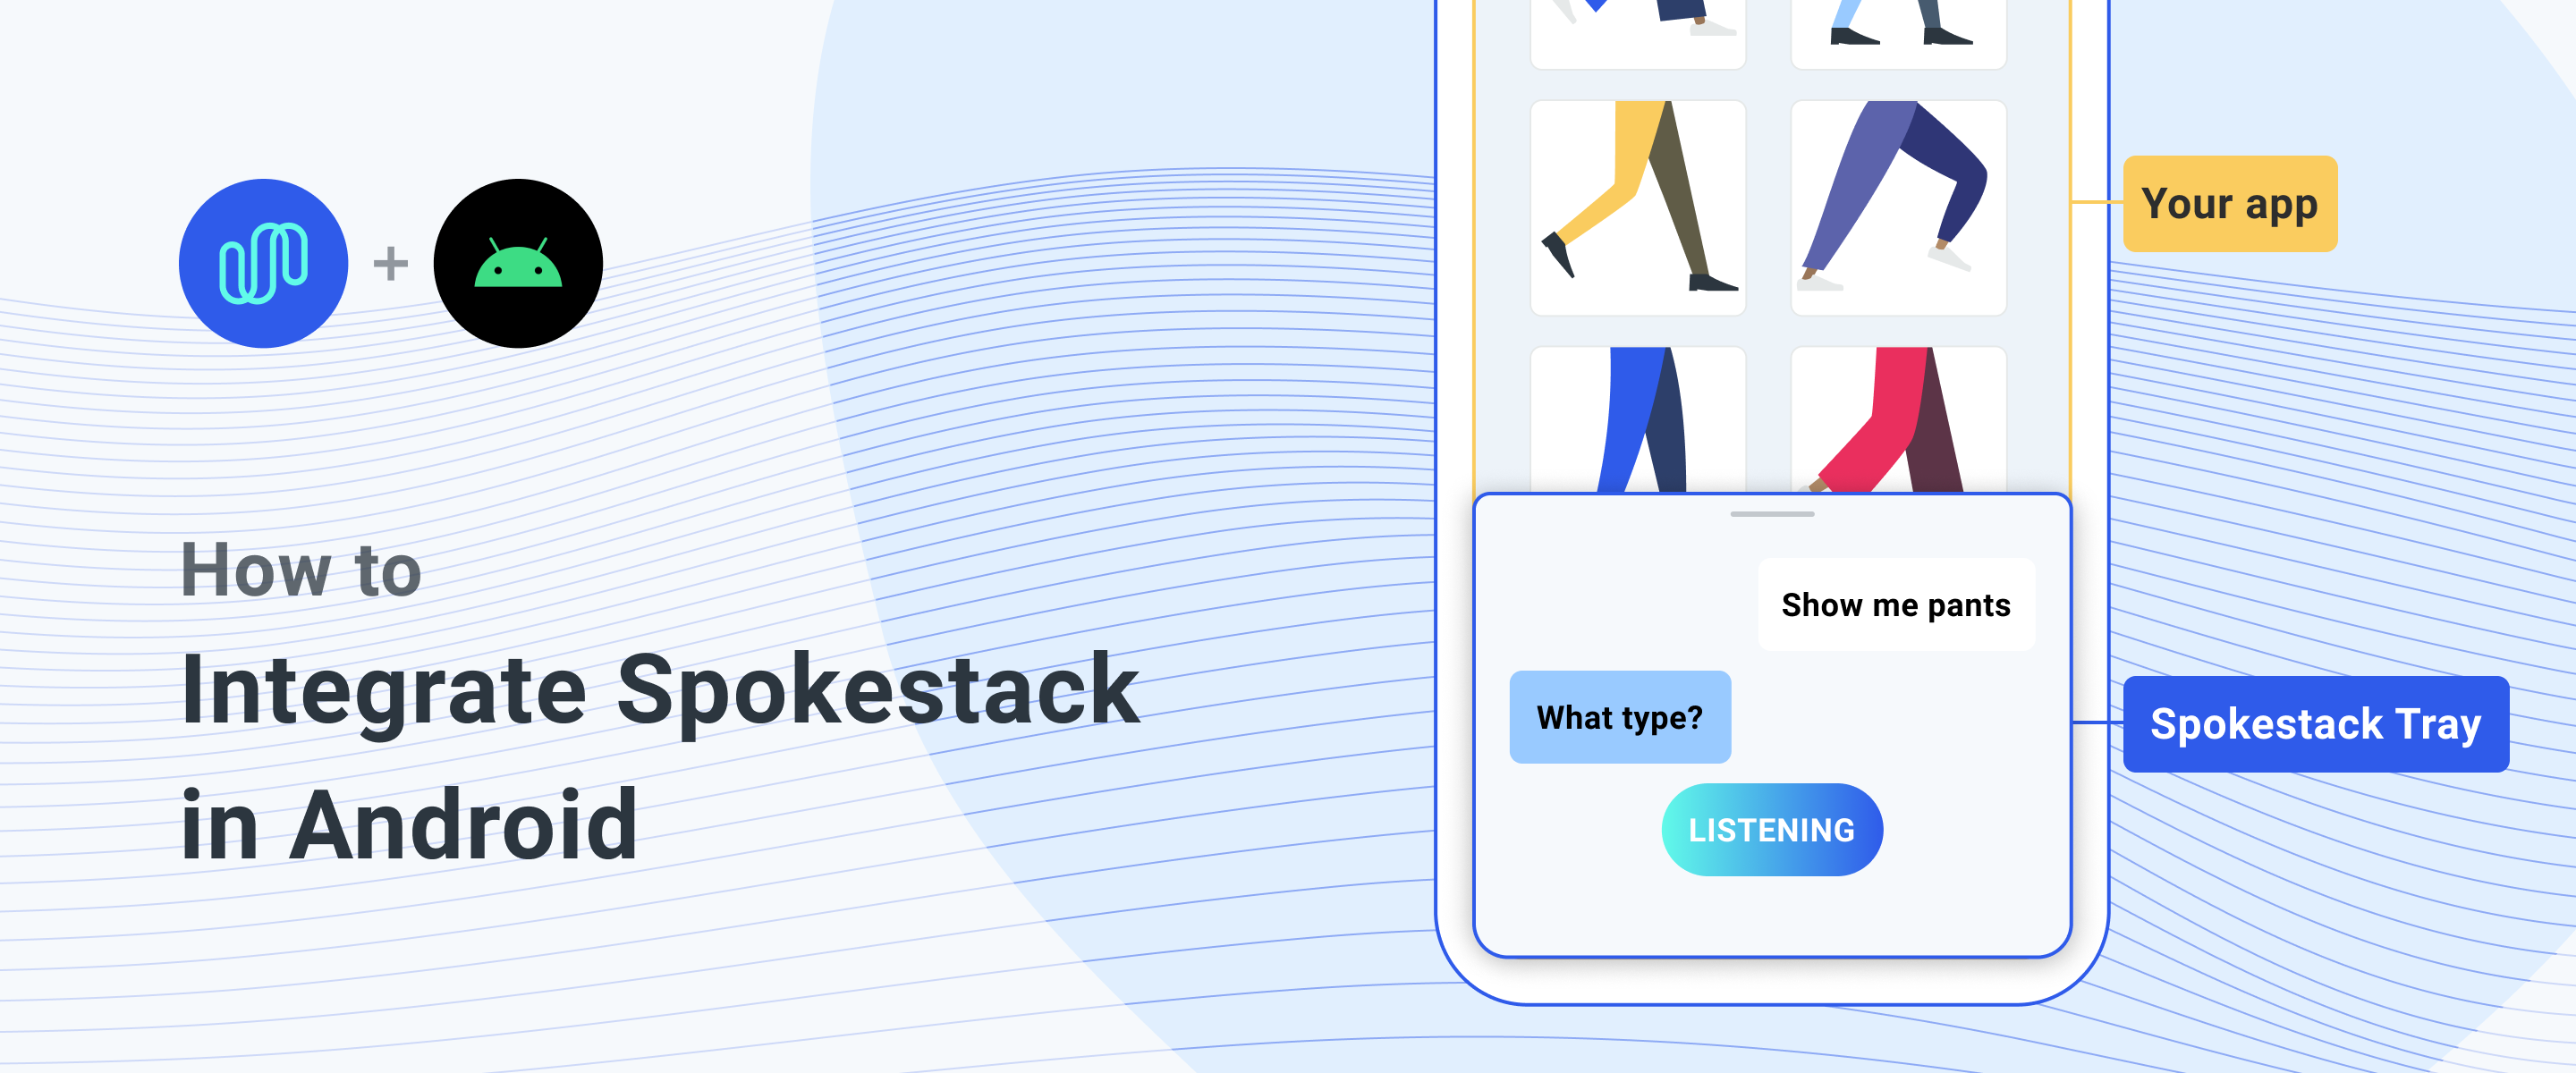 How to
Integrate Spokestack
in Android
Your app
Show me pants
What type?
Spokestack Tray
LISTENING